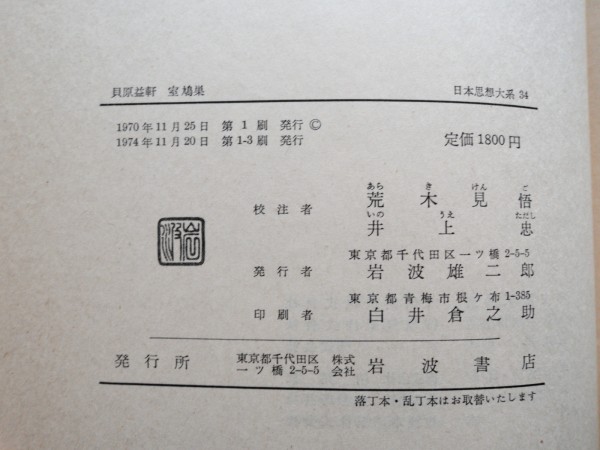 貝原益軒 室鳩巣 日本思想大系 34
1970年11月25日 第1刷 発行 ©
1974年11月20日 第1-3刷 発行
定価1800円
校注者
あら き けん ご
荒木見悟
いの うえ ただし
井上忠
東京都千代田区一ツ橋2-5-5
発行者 岩波雄二郎
東京都青梅市根ヶ布1-385
印刷者 白井倉之助
発行所 東京都千代田区一ツ橋2-5-5 株式会社 岩波書店
落丁本・乱丁本はお取替いたします